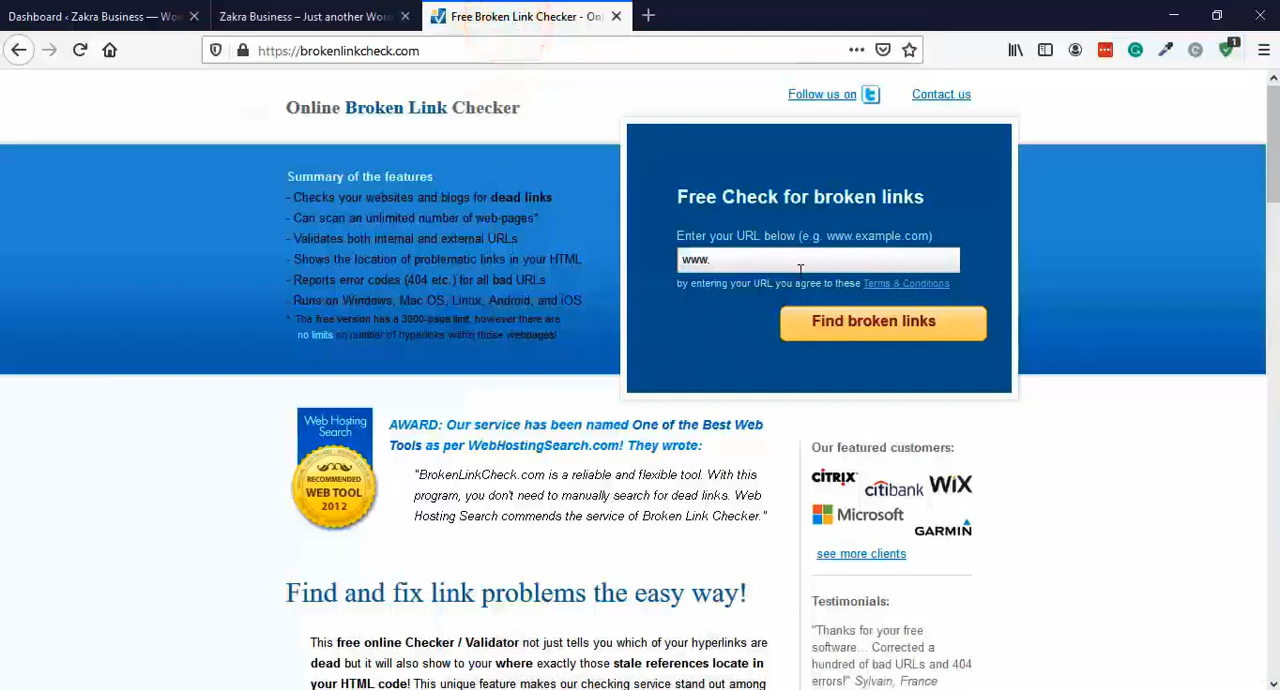 Dashboard ‹ Zakra Business — Wor
Zakra Business – Just another Wor
Free Broken Link Checker - Onl
https://brokenlinkcheck.com
1
Online Broken Link Checker
Follow us on
Contact us
Summary of the features
- Checks your websites and blogs for dead links
- Can scan an unlimited number of web-pages*
- Validates both internal and external URLs
- Shows the location of problematic links in your HTML
- Reports error codes (404 etc.) for all bad URLs
- Runs on Windows, Mac OS, Linux, Android, and iOS
* The free version has a 3000-page limit, however there are
no limits on number of hyperlinks within those webpages!
Free Check for broken links
Enter your URL below (e.g. www.example.com)
www.
by entering your URL you agree to these Terms & Conditions
Find broken links
Web Hosting
Search
RECOMMENDED
WEB TOOL
2012
AWARD: Our service has been named One of the Best Web
Tools as per WebHostingSearch.com! They wrote:
"BrokenLinkCheck.com is a reliable and flexible tool. With this
program, you don't need to manually search for dead links. Web
Hosting Search commends the service of Broken Link Checker."
Our featured customers:
CITRIX
citibank
WiX
Microsoft
GARMIN
see more clients
Find and fix link problems the easy way!
This free online Checker / Validator not just tells you which of your hyperlinks are
dead but it will also show to your where exactly those stale references locate in
your HTML code! This unique feature makes our checking service stand out among
Testimonials:
"Thanks for your free
software... Corrected a
hundred of bad URLs and 404
errors!" Sylvain, France